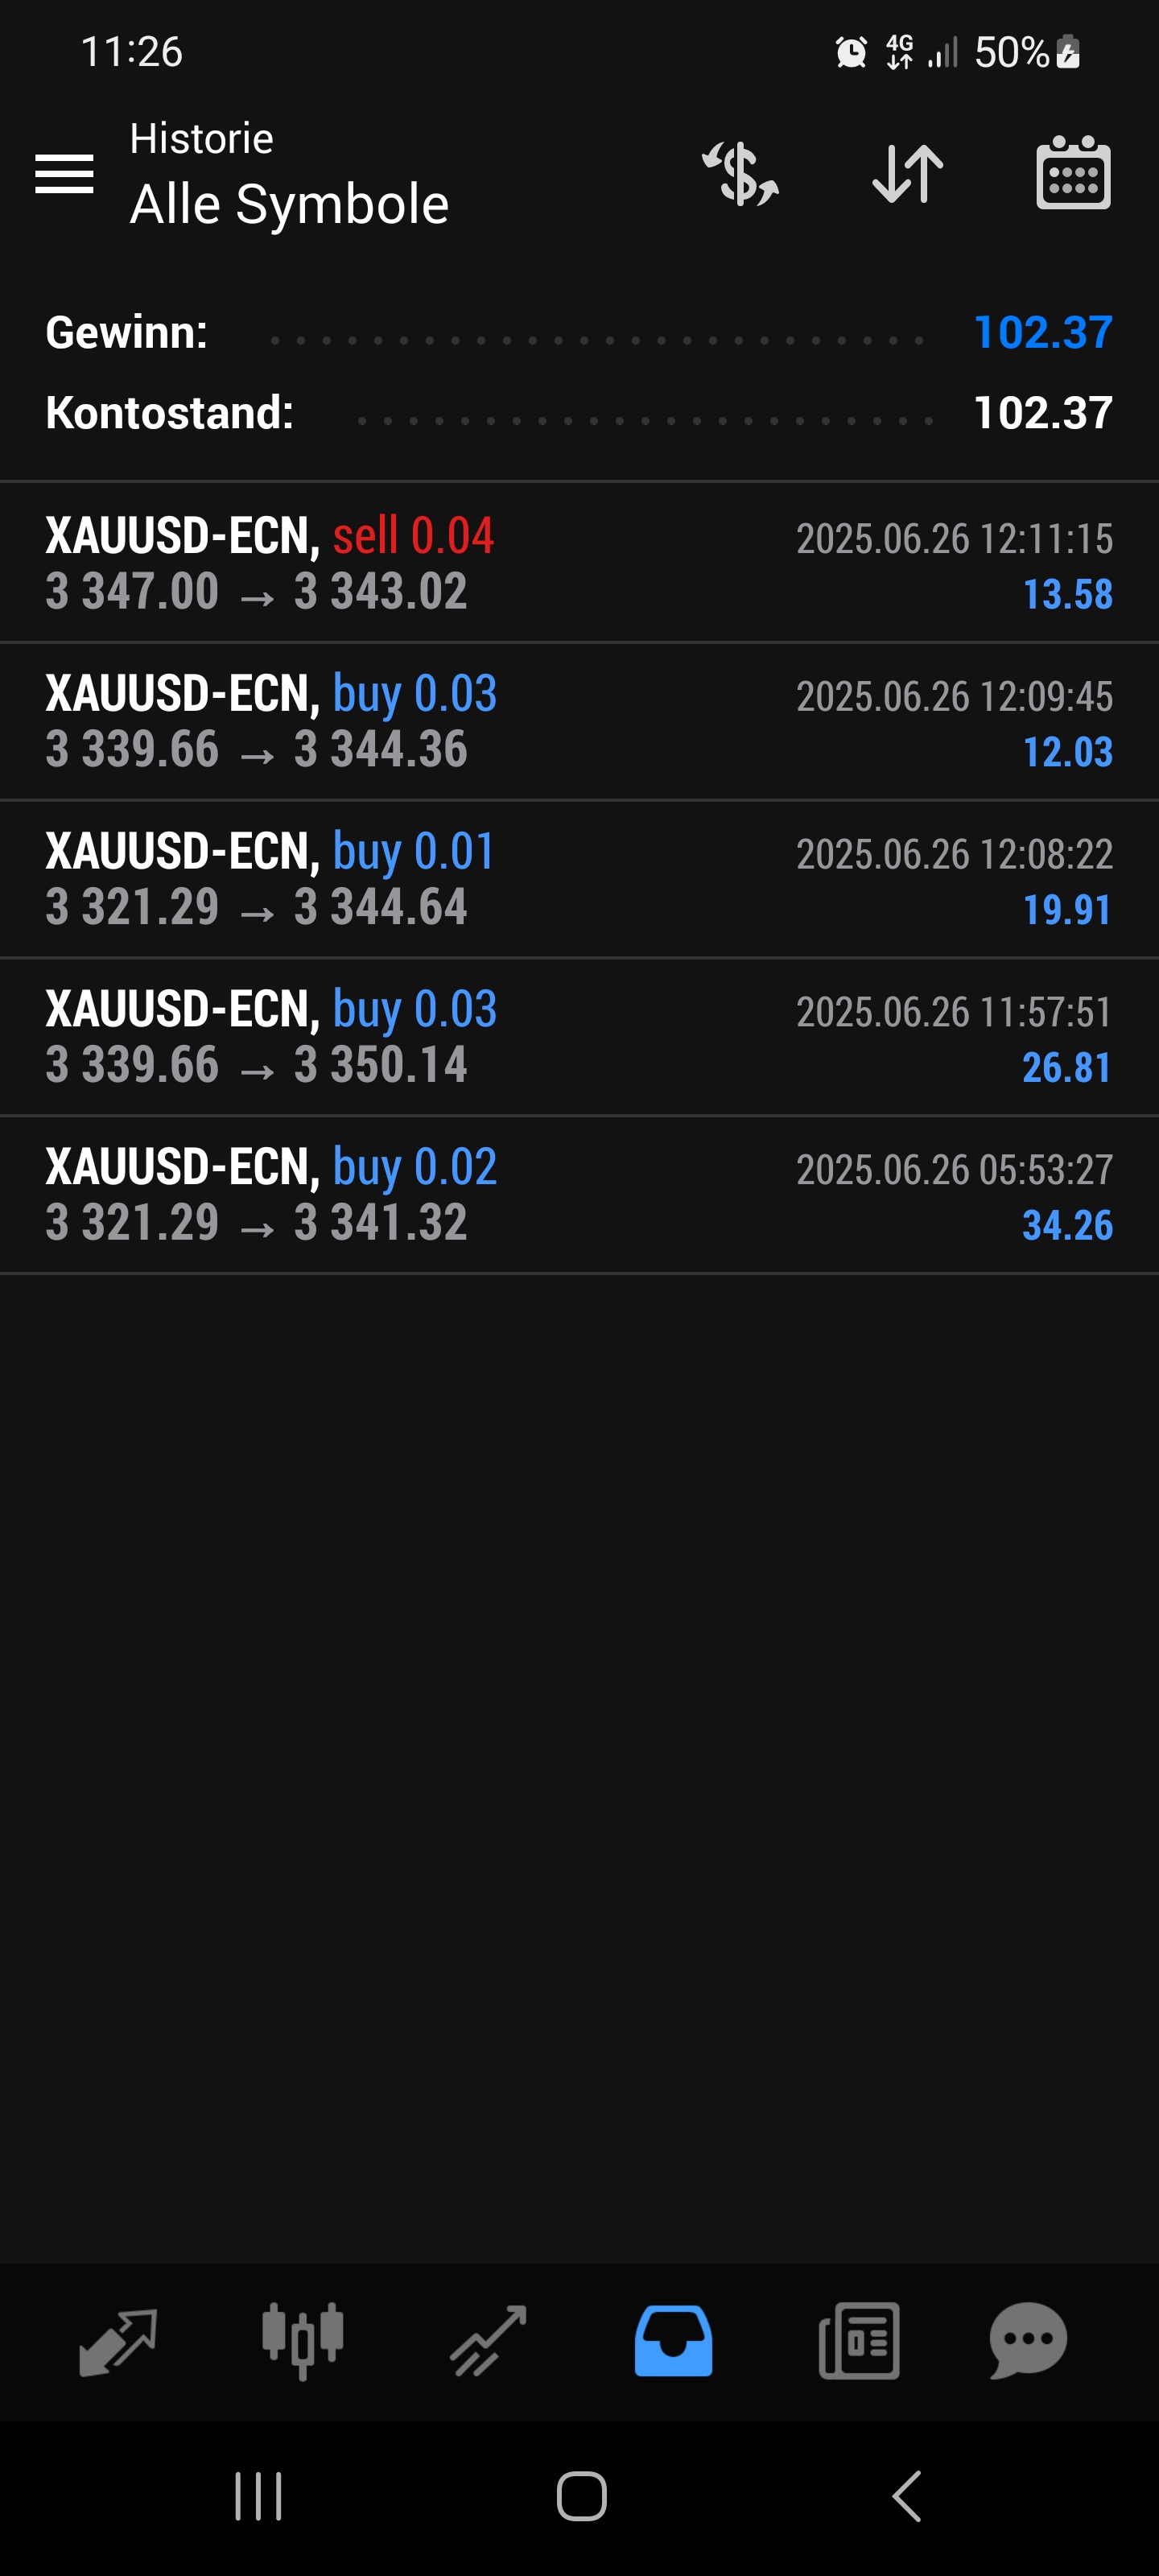 11:26 4G 50%
Historie
Alle Symbole
Gewinn: 102.37
Kontostand: 102.37
XAUUSD-ECN, sell 0.04 2025.06.26 12:11:15
3 347.00 → 3 343.02 13.58
XAUUSD-ECN, buy 0.03 2025.06.26 12:09:45
3 339.66 → 3 344.36 12.03
XAUUSD-ECN, buy 0.01 2025.06.26 12:08:22
3 321.29 → 3 344.64 19.91
XAUUSD-ECN, buy 0.03 2025.06.26 11:57:51
3 339.66 → 3 350.14 26.81
XAUUSD-ECN, buy 0.02 2025.06.26 05:53:27
3 321.29 → 3 341.32 34.26